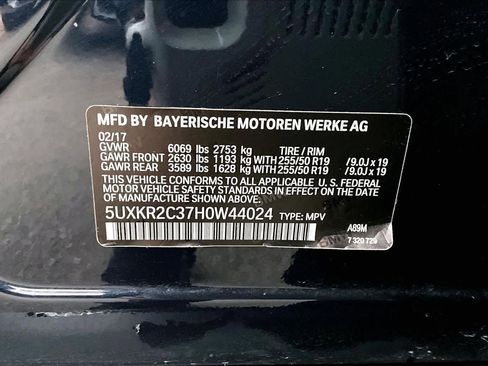 MFD BY BAYERISCHE MOTOREN WERKE AG
02/17
GVWR 6069 lbs 2753 kg TIRE / RIM
GAWR FRONT 2630 lbs 1193 kg WITH 255/50 R19 /9.0J x 19
GAWR REAR 3589 lbs 1628 kg WITH 255/50 R19 /9.0J x 19
THIS VEHICLE CONFORMS TO ALL APPLICABLE U.S. FEDERAL
MOTOR VEHICLE SAFETY STANDARDS IN EFFECT ON THE
DATE OF MANUFACTURE SHOWN ABOVE.
5UXKR2C37H0W44024 TYPE: MPV
A89M
7 320 729